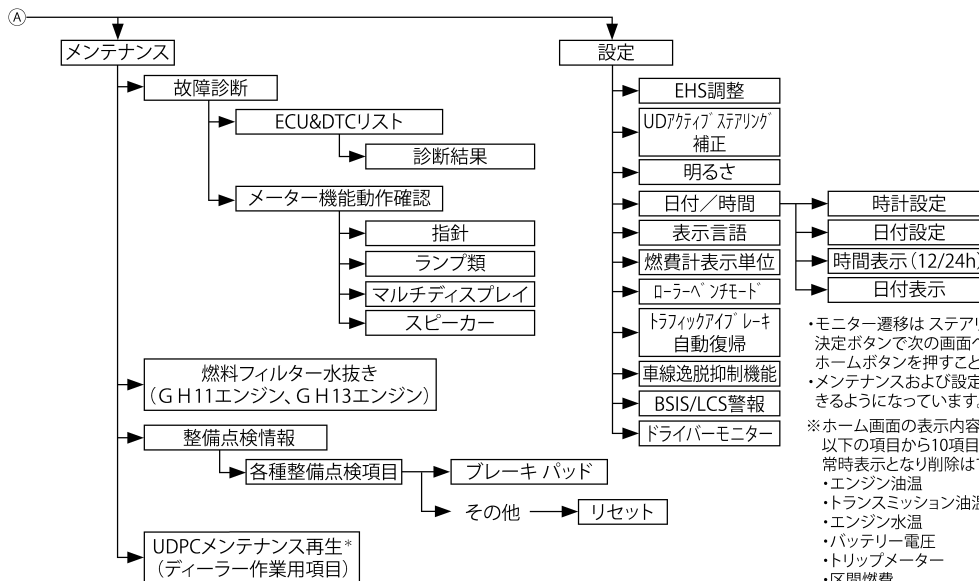 Ⓐ
メンテナンス
故障診断
ECU&DTCリスト
診断結果
メーター機能動作確認
指針
ランプ類
マルチディスプレイ
スピーカー
燃料フィルター水抜き
（ＧＨ11エンジン、ＧＨ13エンジン）
整備点検情報
各種整備点検項目
ブレーキ パッド
その他
リセット
UDPCメンテナンス再生*
（ディーラー作業用項目）
設定
EHS調整
UDｱｸﾃｨﾌﾞｽﾃｱﾘﾝｸﾞ
補正
明るさ
日付／時間
時計設定
日付設定
時間表示（12/24h）
日付表示
表示言語
燃費計表示単位
ﾛｰﾗｰﾍﾞﾝﾁﾓｰﾄﾞ
ﾄﾗﾌｨｯｸｱｲﾌﾞﾚｰｷ
自動復帰
車線逸脱抑制機能
BSIS/LCS警報
ドライバーモニター
・モニター遷移は ステアリ
決定ボタンで次の画面へ
ホームボタンを押すこと
・メンテナンスおよび設定
きるようになっています。
※ホーム画面の表示内容
以下の項目から10項目
常時表示となり削除は
・エンジン油温
・トランスミッション油温
・エンジン水温
・バッテリー電圧
・トリップメーター
・区間燃費